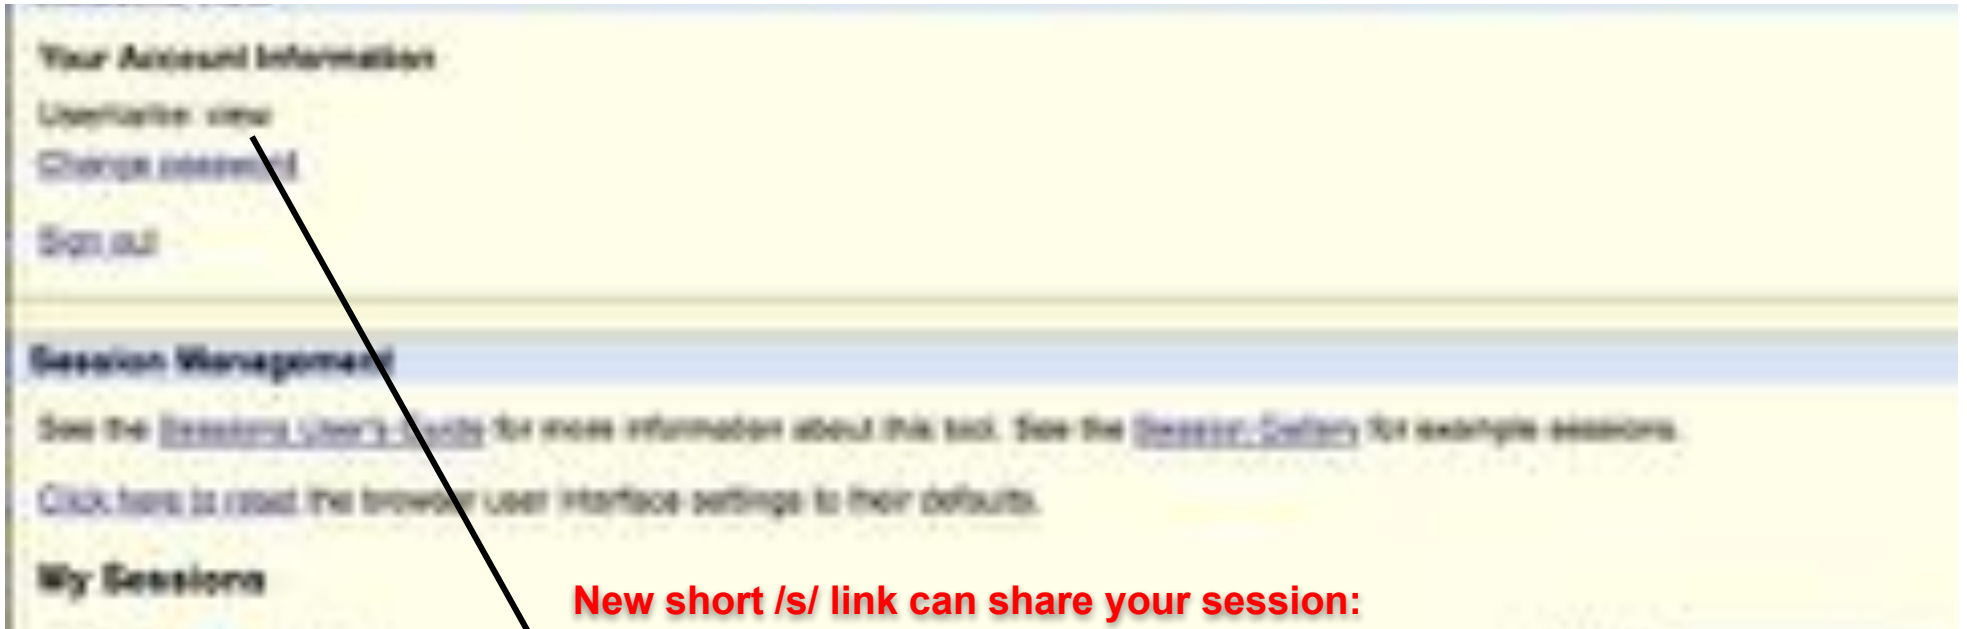 Your Account Information
Username view
Change password
Sign out
Session Management
See the Sessions User's Guide for more information about this tool. See the Session Gallery for example sessions.
Click here to reset the browser user interface settings to their defaults.
My Sessions
New short /s/ link can share your session: